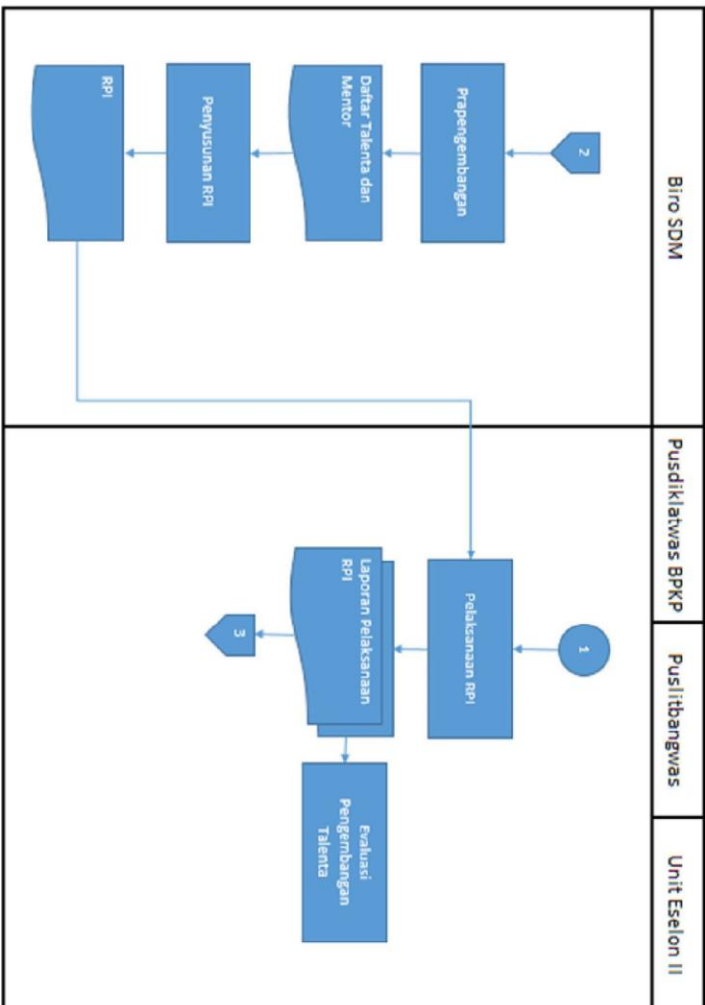 Biro SDM
Pusdiklatwas BPKP
Puslitbangwas
Unit Eselon II
2
Prapengembangan
Daftar Talenta dan
Mentor
Penyusunan RPI
RPI
1
Pelaksanaan RPI
Laporan Pelaksanaan
RPI
3
Evaluasi
Pengembangan
Talenta